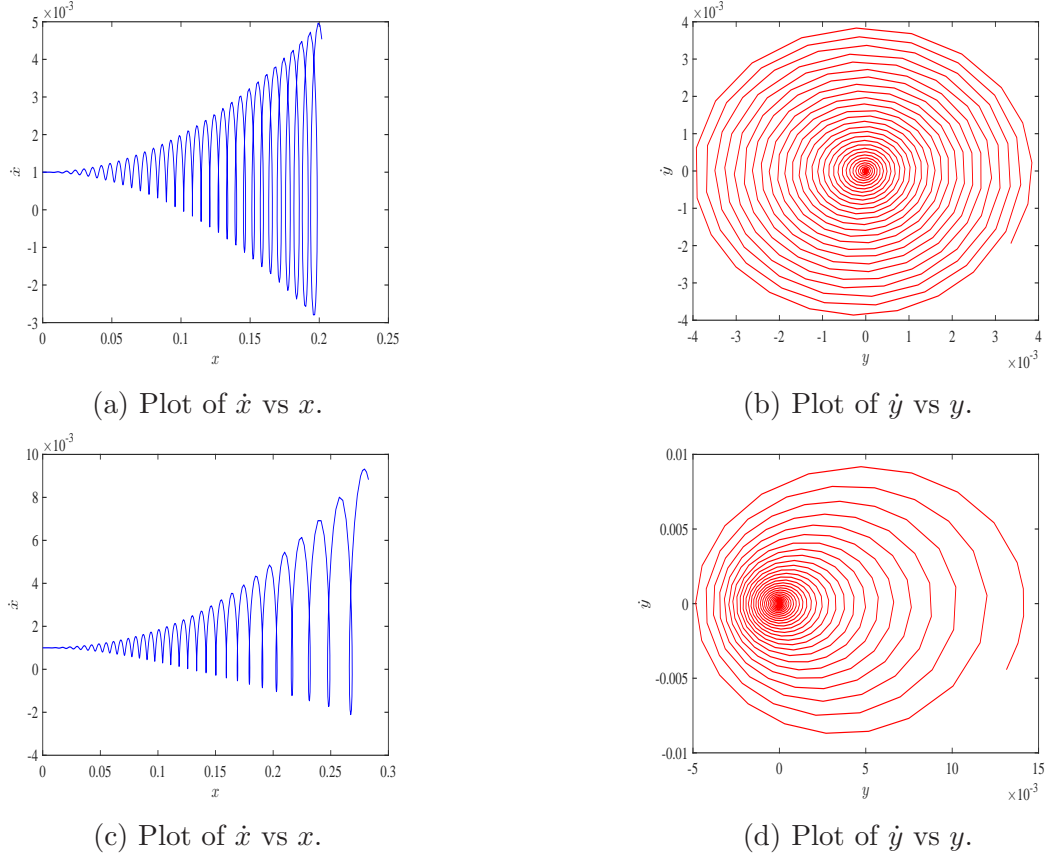 ×10⁻³
5
4
3
2
1
0
-1
-2
-3
ẋ
0 0.05 0.1 0.15 0.2 0.25
x
(a) Plot of ẋ vs x.
×10⁻³
4
3
2
1
0
-1
-2
-3
-4
ẏ
-4 -3 -2 -1 0 1 2 3 4
×10⁻³
y
(b) Plot of ẏ vs y.
×10⁻³
10
8
6
4
2
0
-2
-4
ẋ
0 0.05 0.1 0.15 0.2 0.25 0.3
x
(c) Plot of ẋ vs x.
0.01
0.005
0
-0.005
-0.01
ẏ
-5 0 5 10 15
×10⁻³
y
(d) Plot of ẏ vs y.